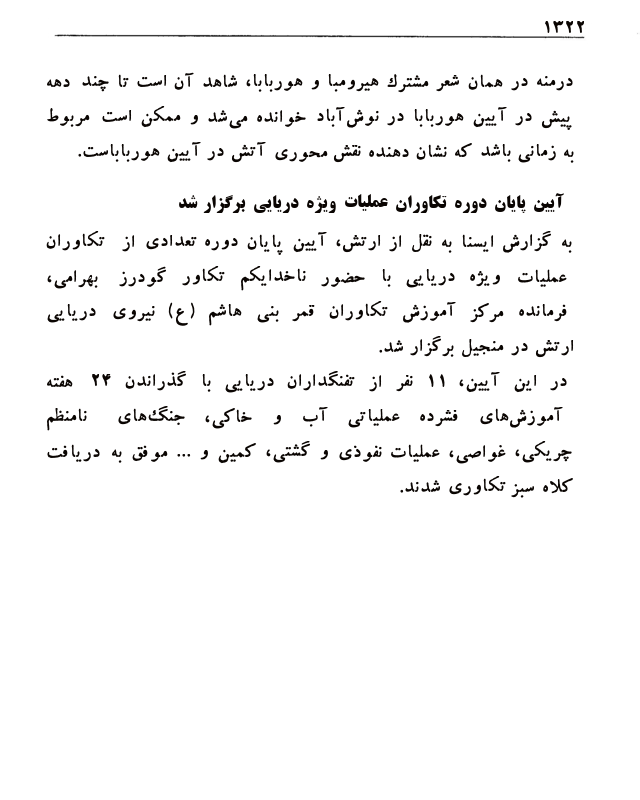 ۱۳۲۲
درمنه در همان شعر مشترك هیرومبا و هوربابا، شاهد آن است تا چند دهه
پیش در آیین هوربابا در نوش‌آباد خوانده می‌شد و ممکن است مربوط
به زمانی باشد که نشان دهنده نقش محوری آتش در آیین هورباباست.
آیین پایان دوره تکاوران عملیات ویژه دریایی برگزار شد
به گزارش ایسنا به نقل از ارتش، آیین پایان دوره تعدادی از تکاوران
عملیات ویژه دریایی با حضور ناخدایکم تکاور گودرز بهرامی،
فرمانده مرکز آموزش تکاوران قمر بنی هاشم (ع) نیروی دریایی
ارتش در منجیل برگزار شد.
در این آیین، ۱۱ نفر از تفنگداران دریایی با گذراندن ۲۴ هفته
آموزش‌های فشرده عملیاتی آب و خاکی، جنگ‌های نامنظم
چریکی، غواصی، عملیات نفوذی و گشتی، کمین و ... موفق به دریافت
کلاه سبز تکاوری شدند.